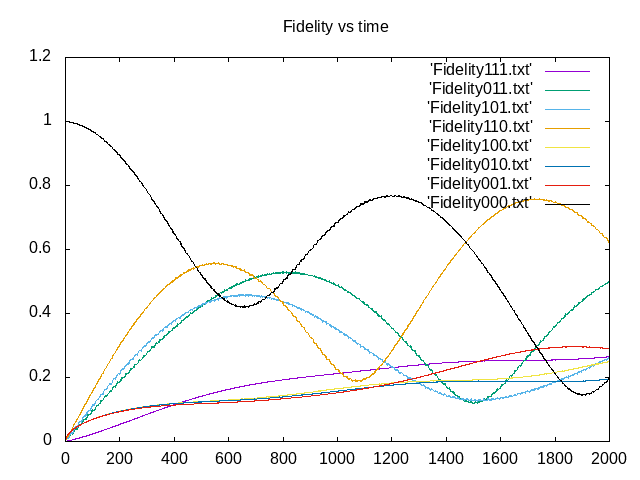 Fidelity vs time
1.2
1
0.8
0.6
0.4
0.2
0
'Fidelity111.txt'
'Fidelity011.txt'
'Fidelity101.txt'
'Fidelity110.txt'
'Fidelity100.txt'
'Fidelity010.txt'
'Fidelity001.txt'
'Fidelity000.txt'
0 200 400 600 800 1000 1200 1400 1600 1800 2000